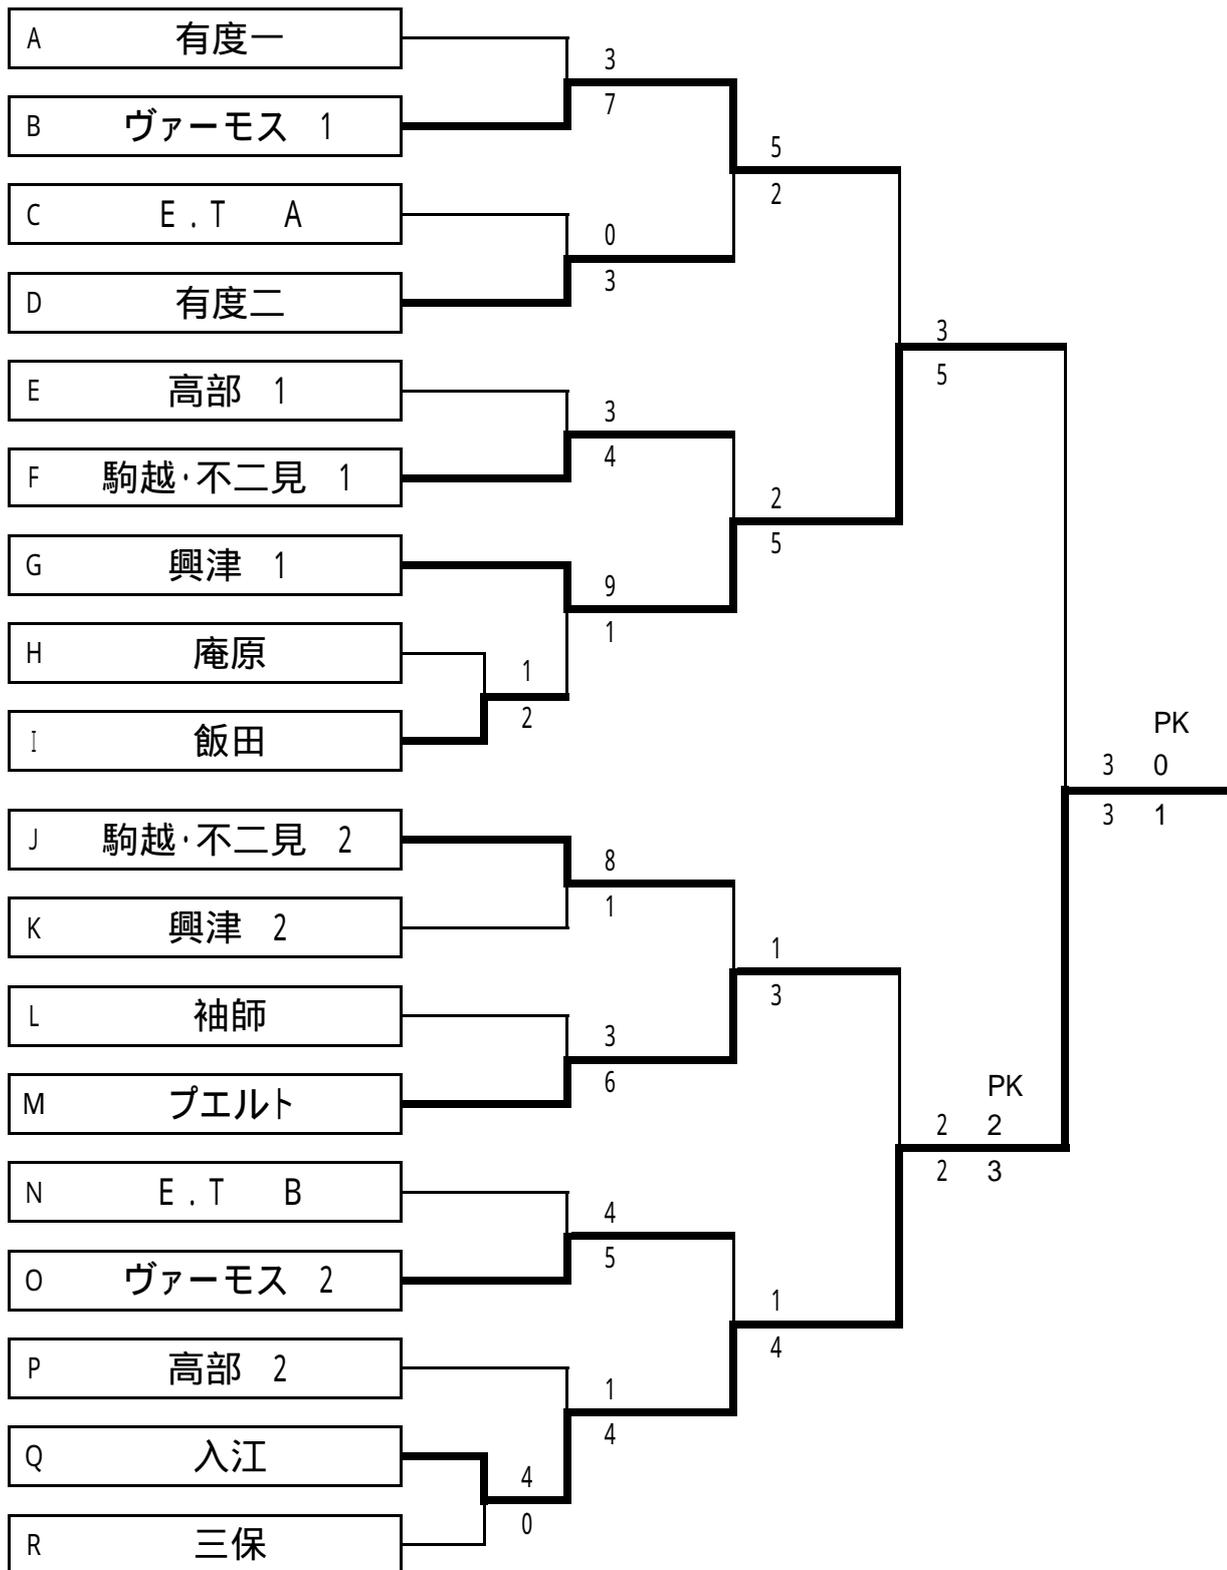 A 有度一
3
B ヴァーモス 1
7
5
2
C E.T A
0
D 有度二
3
3
5
E 高部 1
3
F 駒越･不二見 1
4
2
5
G 興津 1
9
1
H 庵原
1
2
I 飯田
PK
3 0
3 1
J 駒越･不二見 2
8
1
K 興津 2
1
3
L 袖師
3
M プエルト
6
PK
2 2
2 3
N E.T B
4
O ヴァーモス 2
5
1
4
P 高部 2
1
4
Q 入江
4
0
R 三保